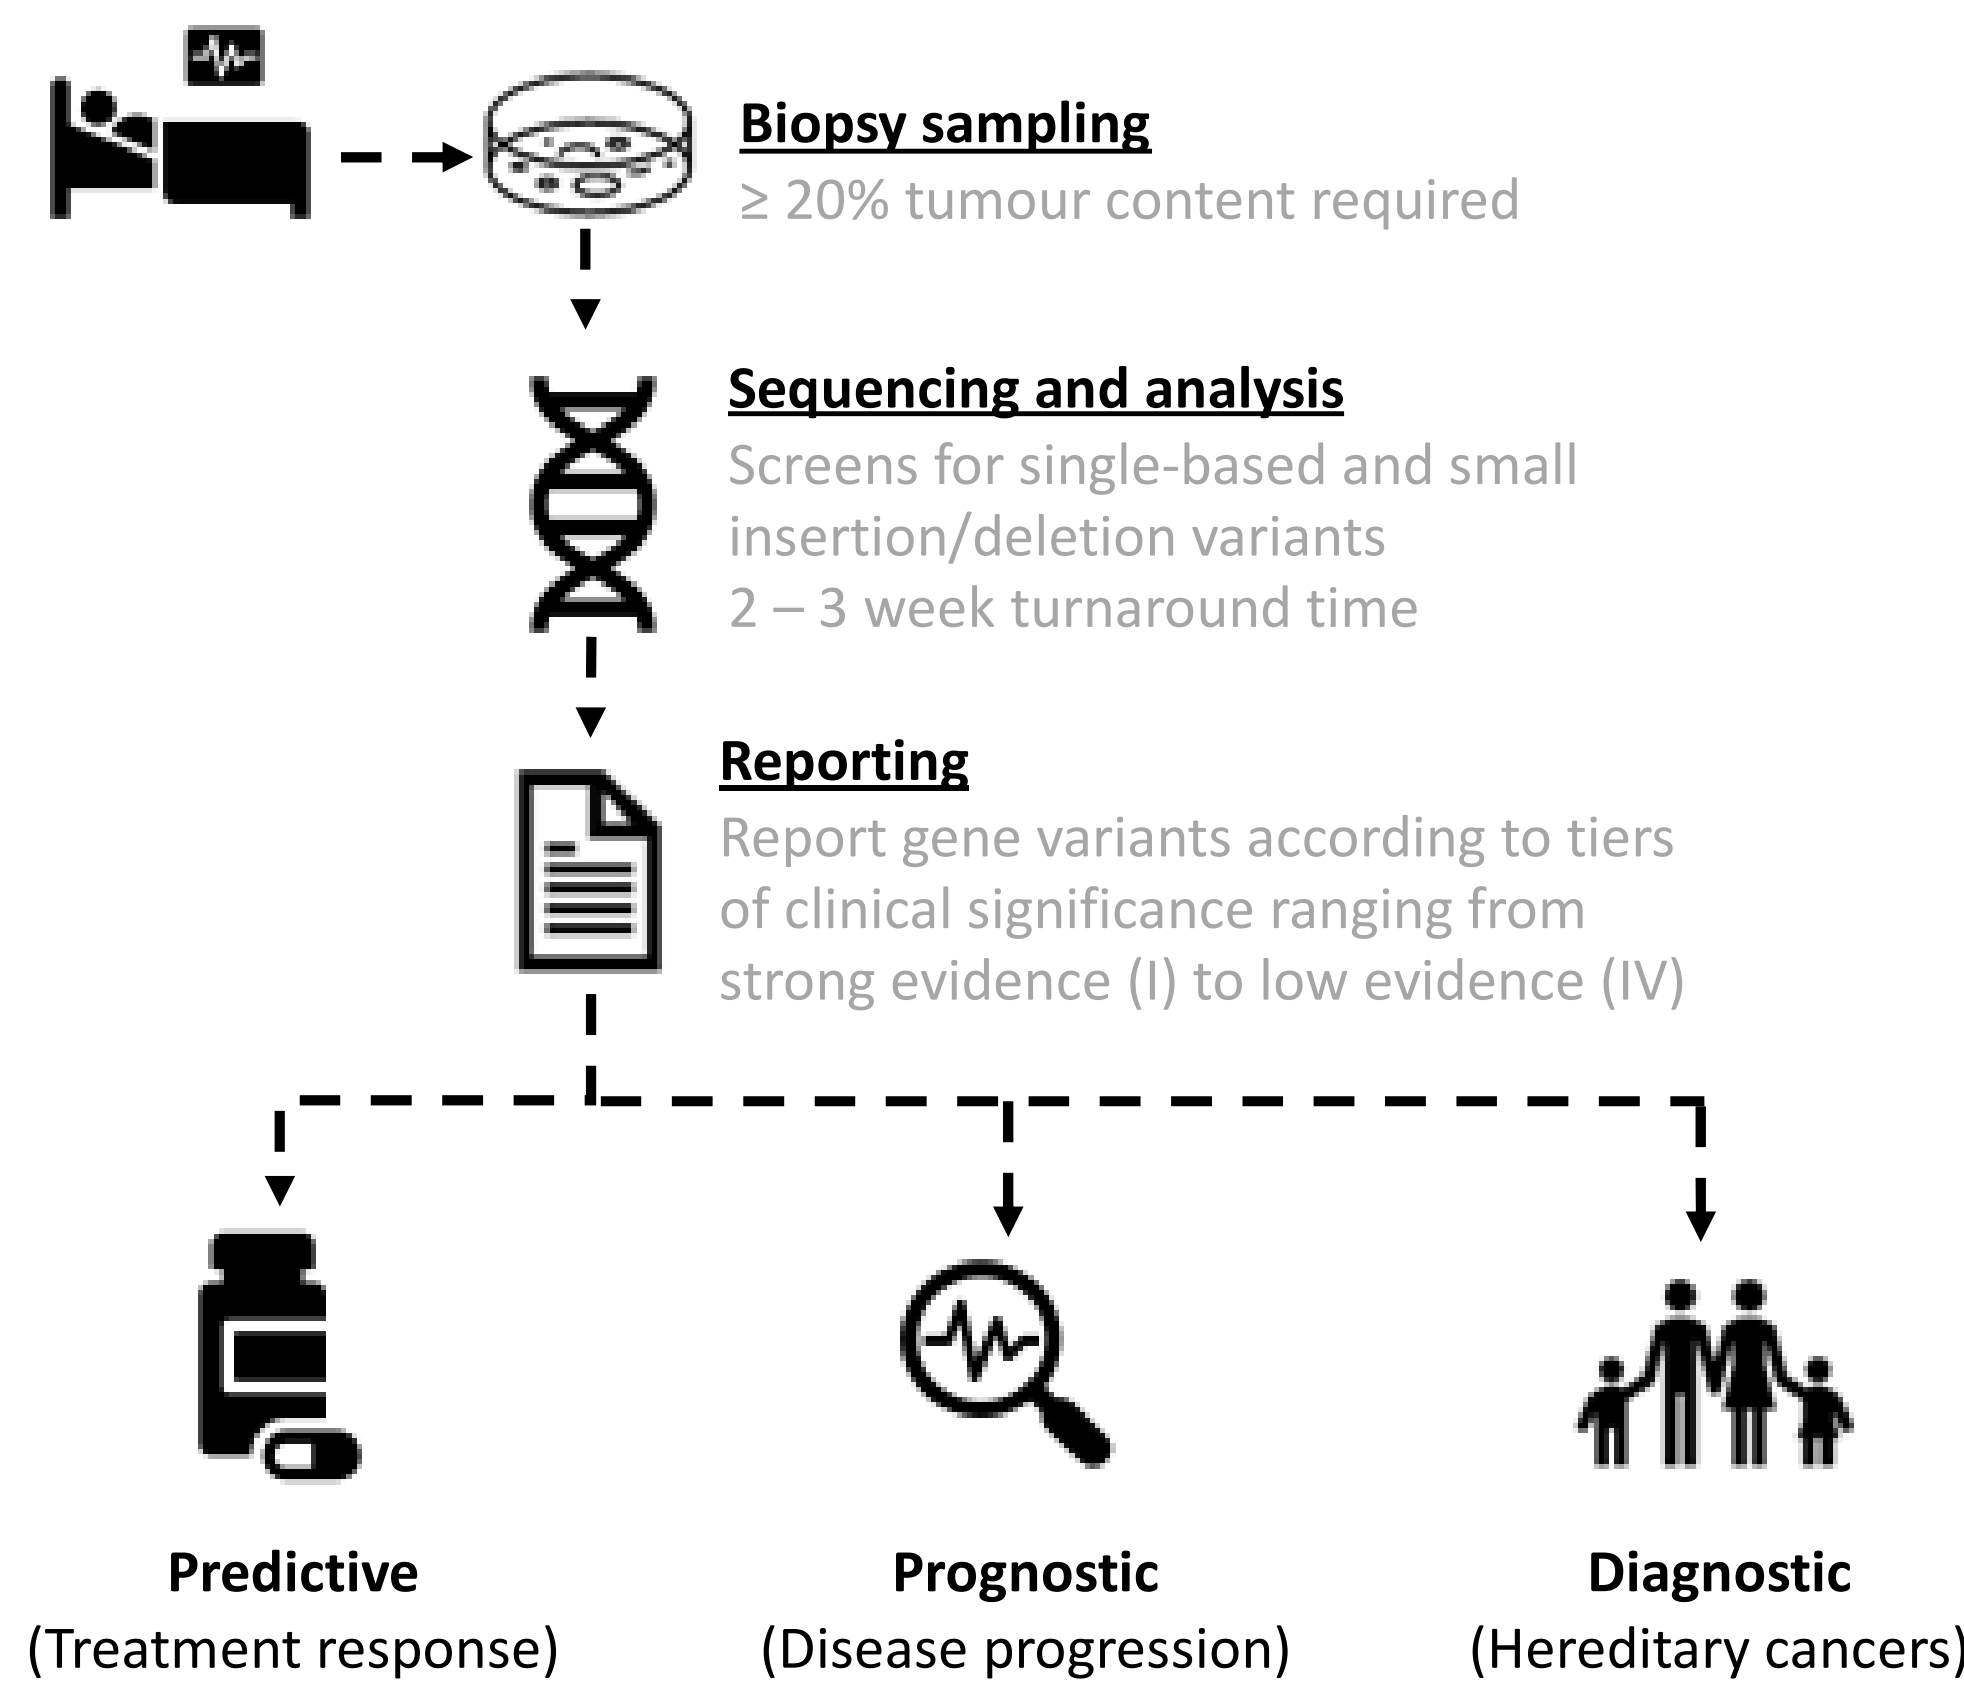 Biopsy sampling
≥ 20% tumour content required
Sequencing and analysis
Screens for single-based and small
insertion/deletion variants
2 – 3 week turnaround time
Reporting
Report gene variants according to tiers
of clinical significance ranging from
strong evidence (I) to low evidence (IV)
Predictive
(Treatment response)
Prognostic
(Disease progression)
Diagnostic
(Hereditary cancers)